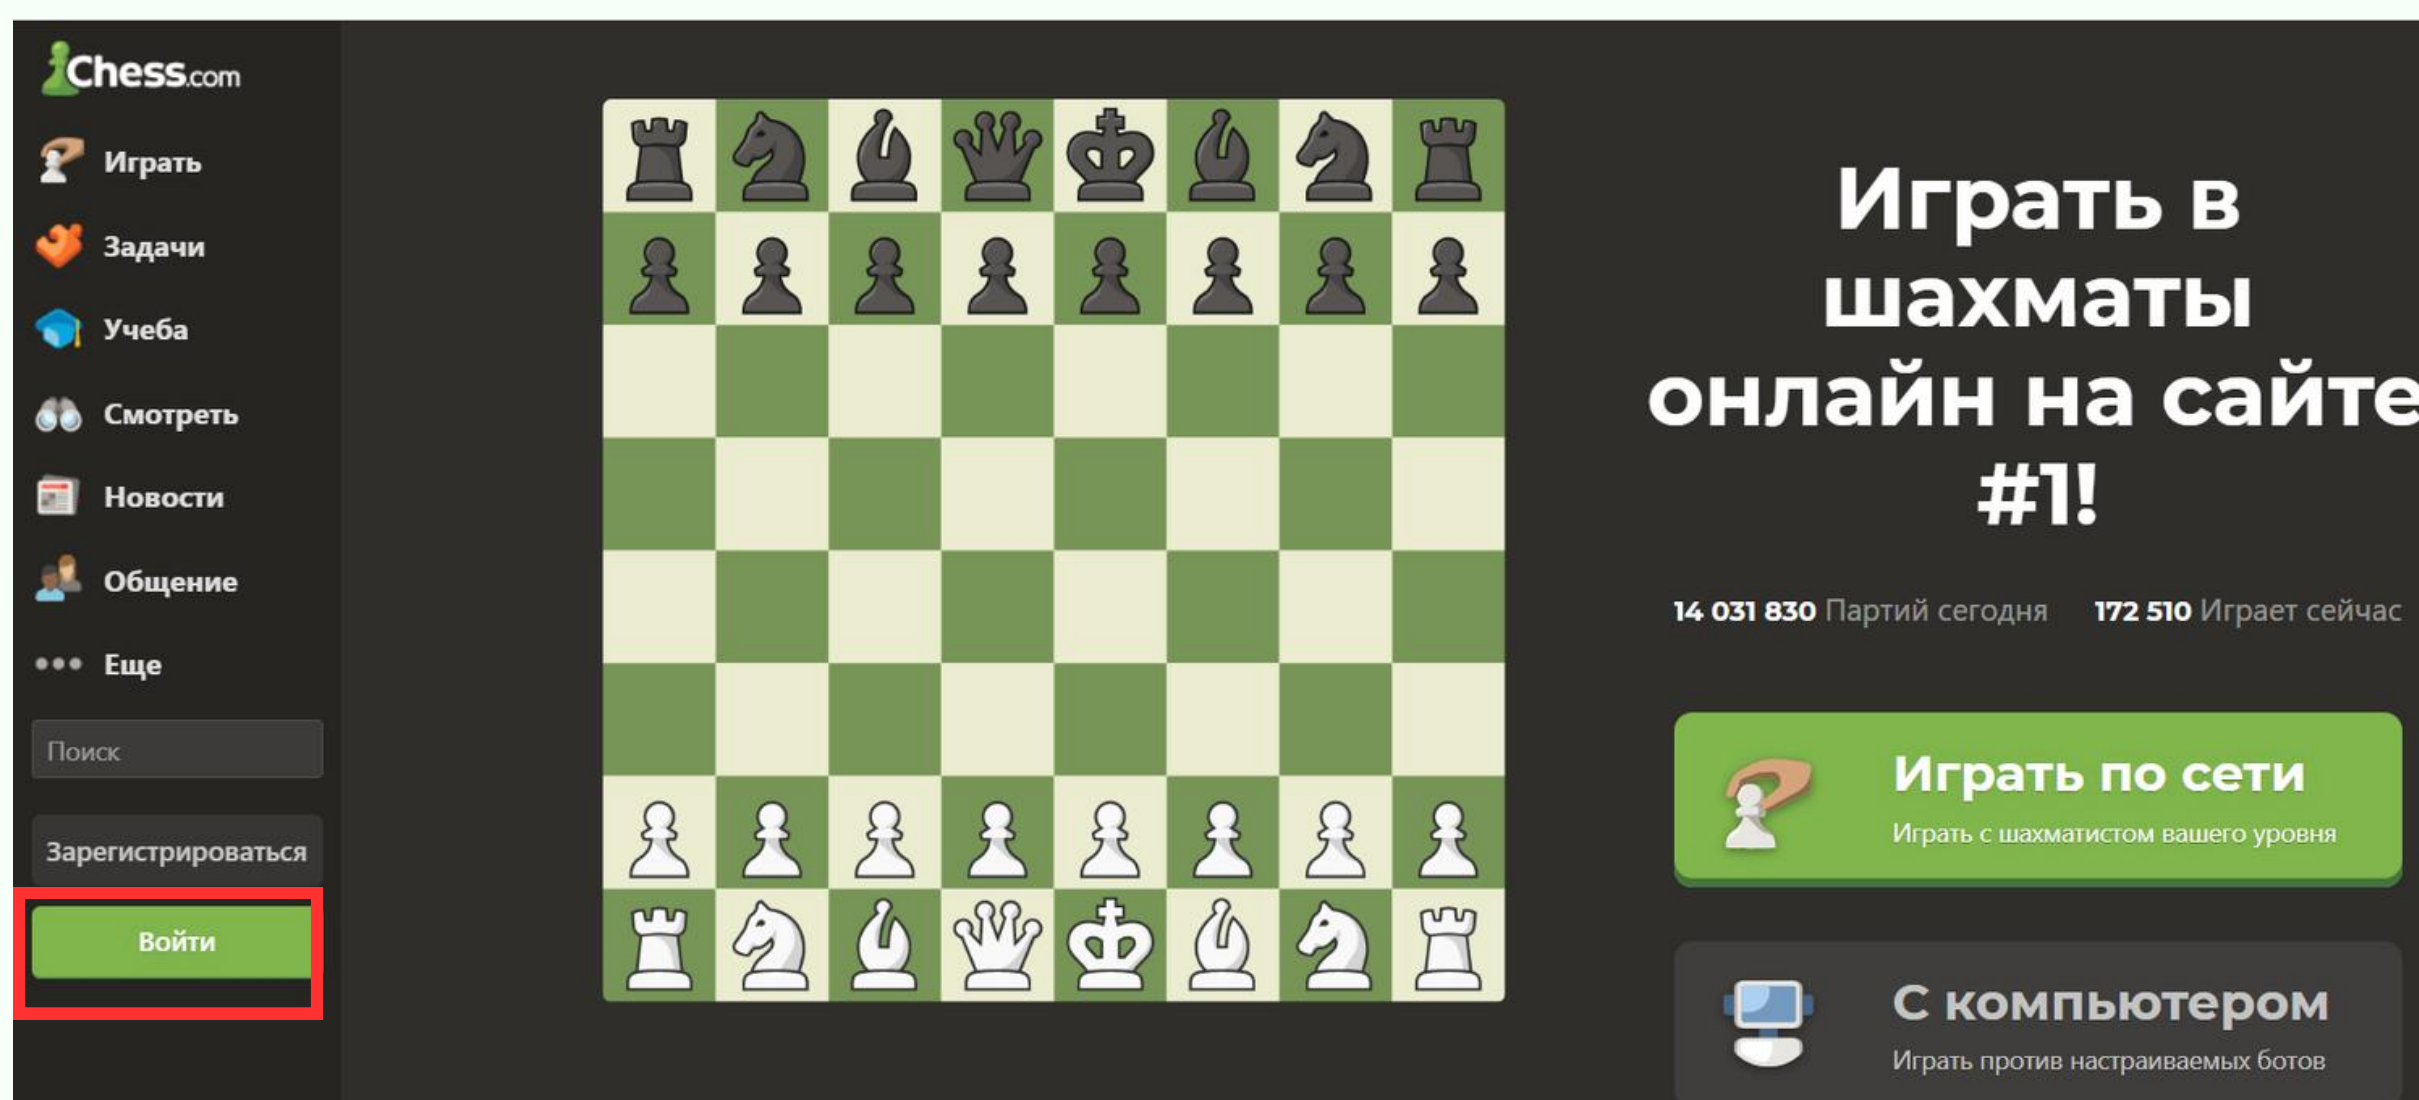 Chess.com
Играть
Задачи
Учеба
Смотреть
Новости
Общение
Еще
Поиск
Зарегистрироваться
Войти
Играть в
шахматы
онлайн на сайте
#1!
14 031 830 Партий сегодня 172 510 Играет сейчас
Играть по сети
Играть с шахматистом вашего уровня
С компьютером
Играть против настраиваемых ботов